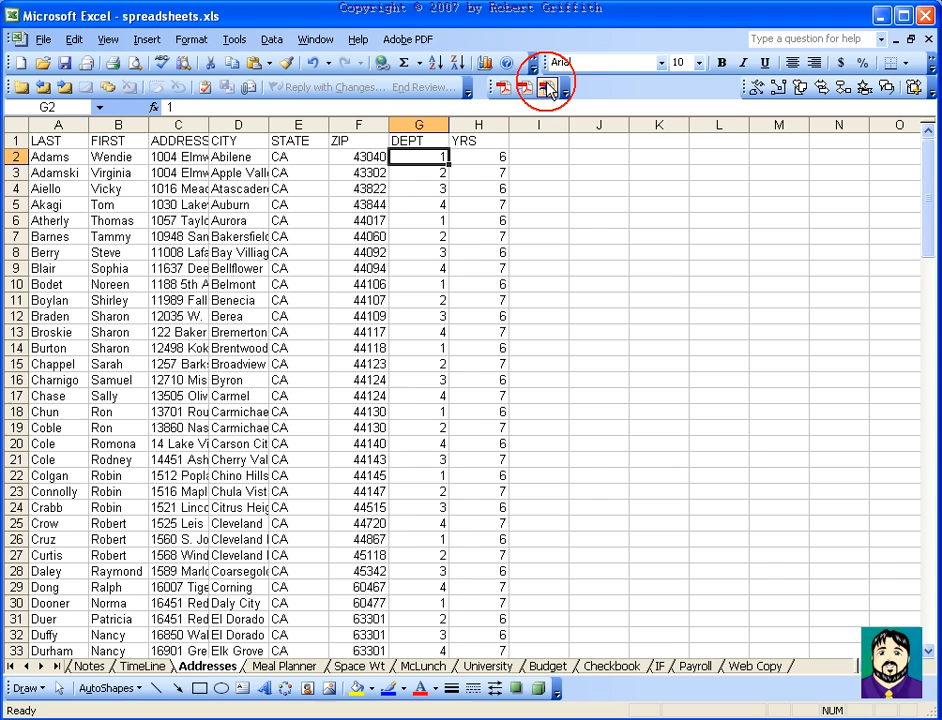 Copyright © 2007 by Robert Griffith
Microsoft Excel - spreadsheets.xls
File Edit View Insert Format Tools Data Window Help Adobe PDF Type a question for help
Σ Arial 10 B U $ %
Reply with Changes... End Review...
G2 fx 1
A B C D E F G H I J K L M N O
1 LAST FIRST ADDRESS CITY STATE ZIP DEPT YRS
2 Adams Wendie 1004 Elmw Abilene CA 43040 1 6
3 Adamski Virginia 1004 Elmw Apple Vall CA 43302 2 7
4 Aiello Vicky 1016 Mead Atascader CA 43822 3 6
5 Akagi Tom 1030 Lake Auburn CA 43844 4 7
6 Atherly Thomas 1057 Taylo Aurora CA 44017 1 6
7 Barnes Tammy 10948 San Bakersfield CA 44060 2 7
8 Berry Steve 11008 Lafa Bay Villiag CA 44092 3 6
9 Blair Sophia 11637 Dee Bellflower CA 44094 4 7
10 Bodet Noreen 1188 5th A Belmont CA 44106 1 6
11 Boylan Shirley 11989 Fair Benecia CA 44107 2 7
12 Braden Sharon 12035 W. Berea CA 44109 3 6
13 Broskie Sharon 122 Baker Bremerton CA 44117 4 7
14 Burton Sharon 12498 Kok Brentwood CA 44118 1 6
15 Chappel Sarah 1257 Bark Broadview CA 44123 2 7
16 Charnigo Samuel 12710 Mis Byron CA 44124 3 6
17 Chase Sally 13505 Oliv Carmel CA 44124 4 7
18 Chun Ron 13701 Rou Carmichae CA 44130 1 6
19 Coble Ron 13860 Nas Carmichae CA 44130 2 7
20 Cole Romona 14 Lake Vi Carson Cit CA 44140 4 6
21 Cole Rodney 14451 Ash Cherry Val CA 44143 3 7
22 Colgan Robin 1512 Popla Chino Hills CA 44145 1 6
23 Connolly Robin 1516 Mapl Chula Vist CA 44147 2 7
24 Crabb Robin 1521 Linco Citrus Heig CA 44515 3 6
25 Crow Robert 1525 Leis Cleveland CA 44720 4 7
26 Cruz Robert 1560 S. Jo Cleveland CA 44867 1 6
27 Curtis Robert 1568 Wind Cleveland CA 45118 2 7
28 Daley Raymond 1589 Marlo Coarsegol CA 45342 3 6
29 Dong Ralph 16007 Tige Corning CA 60467 4 7
30 Dooner Norma 16451 Red Daly City CA 60477 1 7
31 Duer Patricia 16451 Red El Dorado CA 63301 2 6
32 Duffy Nancy 16850 Wal El Dorado CA 63301 3 6
33 Durham Nancy 16901 Gre Elk Grove CA 63301 4 7
Notes TimeLine Addresses Meal Planner Space Wt McLunch University Budget Checkbook IF Payroll Web Copy
Draw AutoShapes
Ready NUM